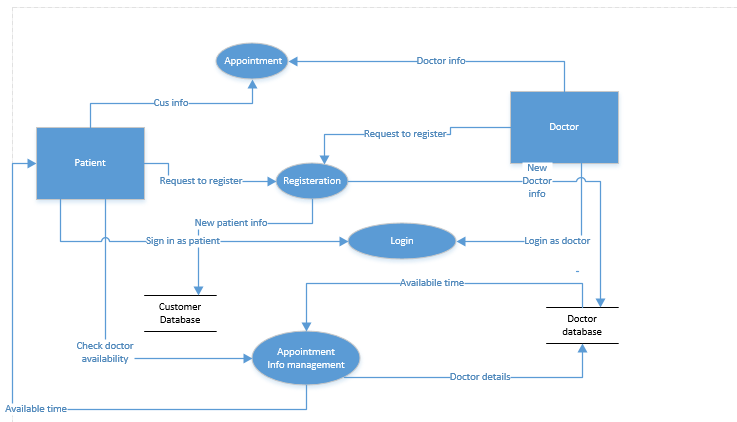 Appointment
Doctor info
Cus info
Doctor
Request to register
Patient
Request to register
Registeration
New
Doctor
info
New patient info
Sign in as patient
Login
Login as doctor
-
Availabile time
Customer
Database
Doctor
database
Check doctor
availability
Appointment
Info management
Doctor details
Available time